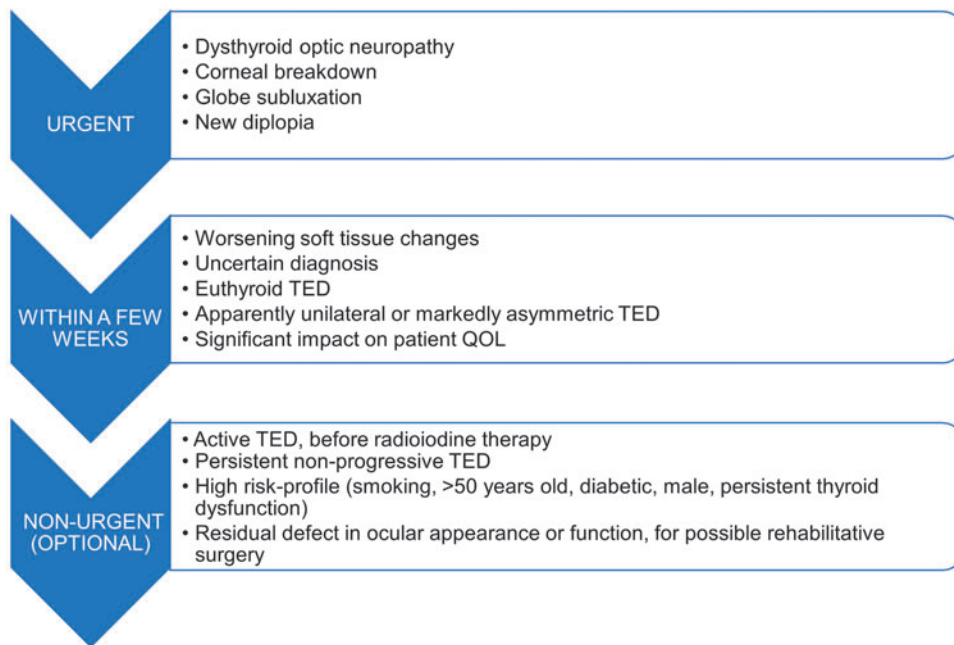 URGENT
• Dysthyroid optic neuropathy
• Corneal breakdown
• Globe subluxation
• New diplopia
WITHIN A FEW
WEEKS
• Worsening soft tissue changes
• Uncertain diagnosis
• Euthyroid TED
• Apparently unilateral or markedly asymmetric TED
• Significant impact on patient QOL
NON-URGENT
(OPTIONAL)
• Active TED, before radioiodine therapy
• Persistent non-progressive TED
• High risk-profile (smoking, >50 years old, diabetic, male, persistent thyroid
dysfunction)
• Residual defect in ocular appearance or function, for possible rehabilitative
surgery